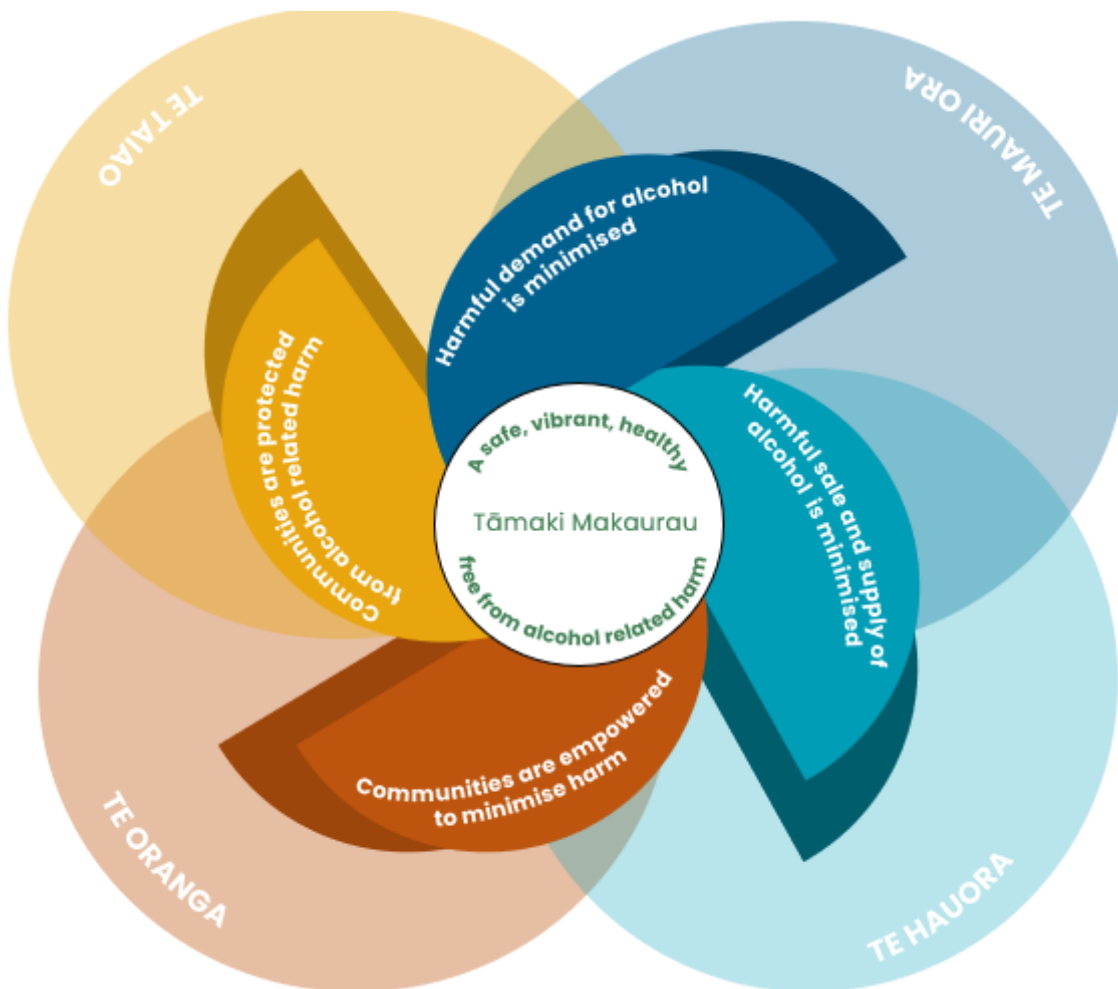 TE TAIAO
TE MAURI ORA
Harmful demand for alcohol
is minimised
Communities are protected
from alcohol related harm
A safe, vibrant, healthy
Tāmaki Makaurau
free from alcohol related harm
Harmful sale and supply of
alcohol is minimised
Communities are empowered
to minimise harm
TE ORANGA
TE HAUORA